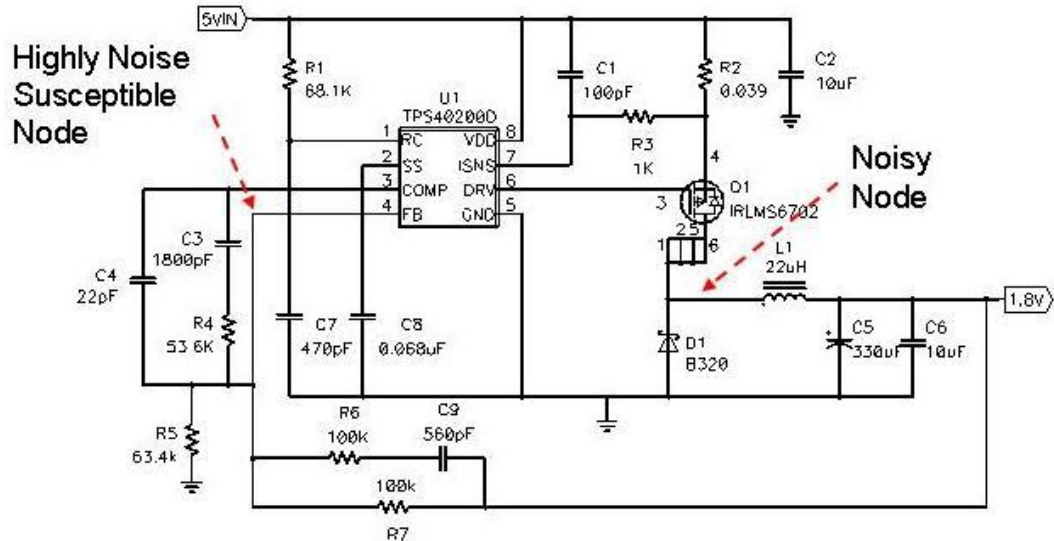 5VIN
Highly Noise
Susceptible
Node
R1
68.1K
U1
TPS40200D
1 RC VDD 8
2 SS ISNS 7
3 COMP DRV 6
4 FB GND 5
C1
100pF
R2
0.039
C2
10uF
R3
1K
4
3
Q1
IRLMS6702
1 2 5 6
Noisy
Node
L1
22uH
1.8V
C3
1800pF
C4
22pF
R4
53.6K
C7
470pF
C8
0.068uF
D1
B320
C5
330uF
C6
10uF
R5
63.4k
R6
100k
C9
560pF
100k
R7